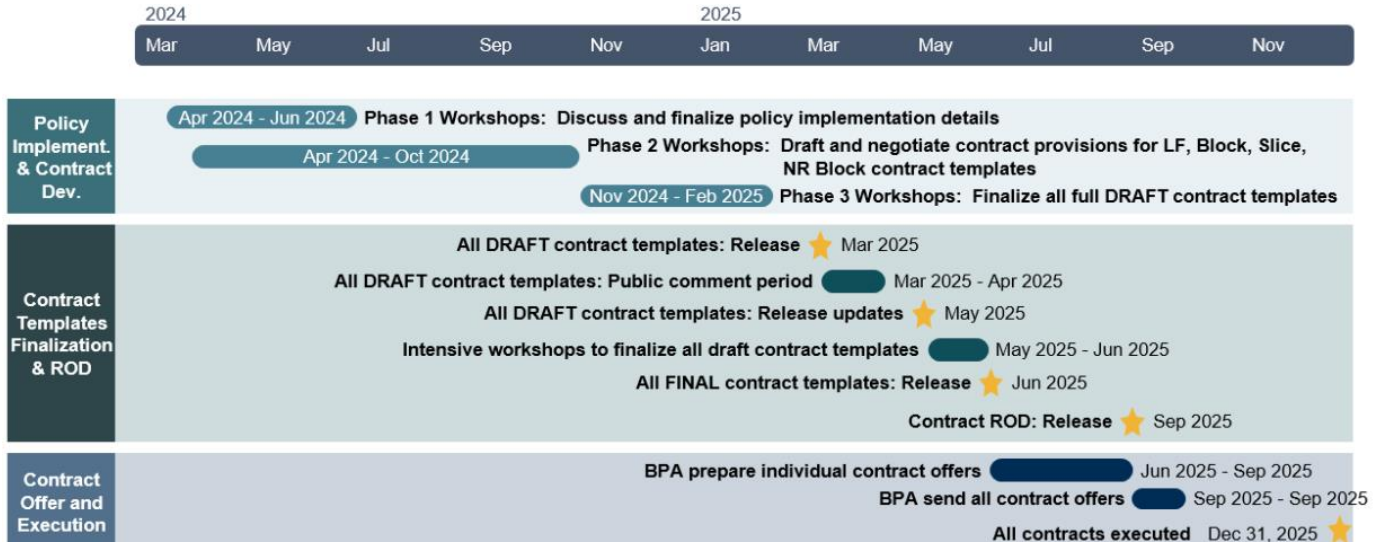 2024 2025
Mar May Jul Sep Nov Jan Mar May Jul Sep Nov
Policy
Implement.
& Contract
Dev.
Apr 2024 - Jun 2024 Phase 1 Workshops: Discuss and finalize policy implementation details
Apr 2024 - Oct 2024 Phase 2 Workshops: Draft and negotiate contract provisions for LF, Block, Slice,
NR Block contract templates
Nov 2024 - Feb 2025 Phase 3 Workshops: Finalize all full DRAFT contract templates
Contract
Templates
Finalization
& ROD
All DRAFT contract templates: Release Mar 2025
All DRAFT contract templates: Public comment period Mar 2025 - Apr 2025
All DRAFT contract templates: Release updates May 2025
Intensive workshops to finalize all draft contract templates May 2025 - Jun 2025
All FINAL contract templates: Release Jun 2025
Contract ROD: Release Sep 2025
Contract
Offer and
Execution
BPA prepare individual contract offers Jun 2025 - Sep 2025
BPA send all contract offers Sep 2025 - Sep 2025
All contracts executed Dec 31, 2025